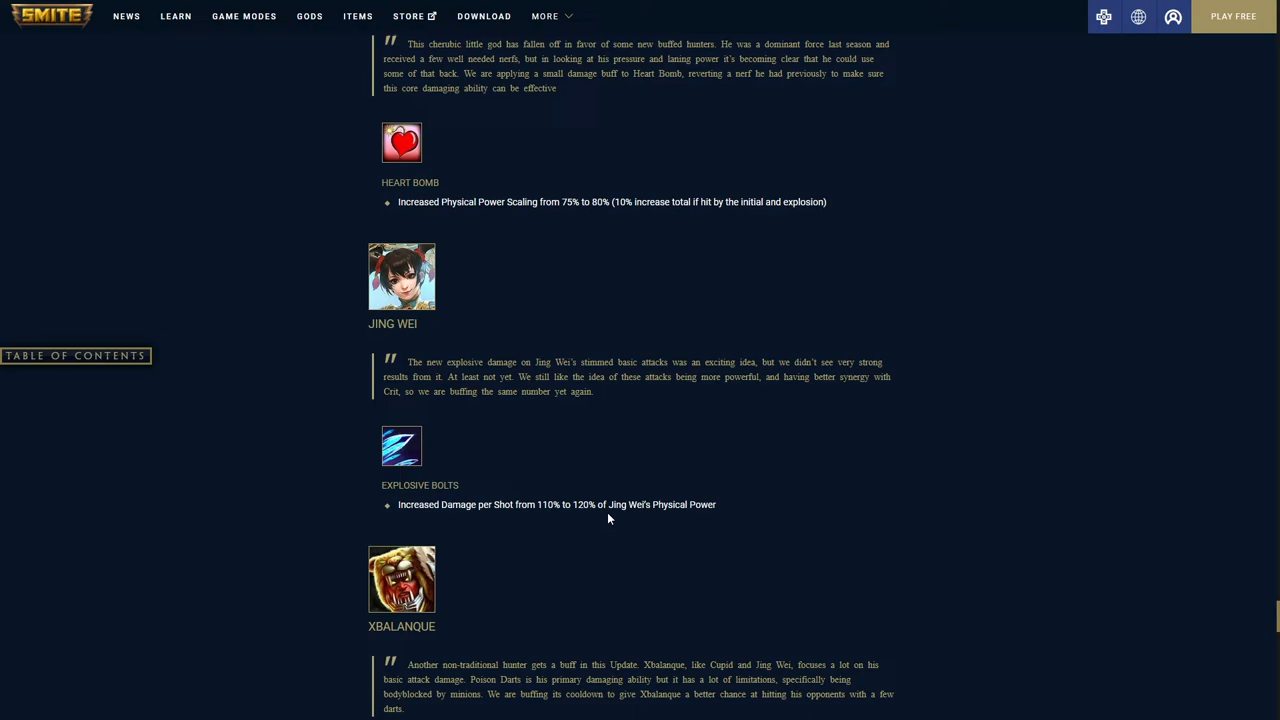 SMITE
NEWS
LEARN
GAME MODES
GODS
ITEMS
STORE
DOWNLOAD
MORE
PLAY FREE
" This cherubic little god has fallen off in favor of some new buffed hunters. He was a dominant force last season and
received a few well needed nerfs, but in looking at his pressure and laning power it's becoming clear that he could use
some of that back. We are applying a small damage buff to Heart Bomb, reverting a nerf he had previously to make sure
this core damaging ability can be effective
HEART BOMB
Increased Physical Power Scaling from 75% to 80% (10% increase total if hit by the initial and explosion)
JING WEI
TABLE OF CONTENTS
" The new explosive damage on Jing Wei's stimmed basic attacks was an exciting idea, but we didn't see very strong
results from it. At least not yet. We still like the idea of these attacks being more powerful, and having better synergy with
Crit, so we are buffing the same number yet again.
EXPLOSIVE BOLTS
Increased Damage per Shot from 110% to 120% of Jing Wei's Physical Power
XBALANQUE
" Another non-traditional hunter gets a buff in this Update. Xbalanque, like Cupid and Jing Wei, focuses a lot on his
basic attack damage. Poison Darts is his primary damaging ability but it has a lot of limitations, specifically being
bodyblocked by minions. We are buffing its cooldown to give Xbalanque a better chance at hitting his opponents with a few
darts.